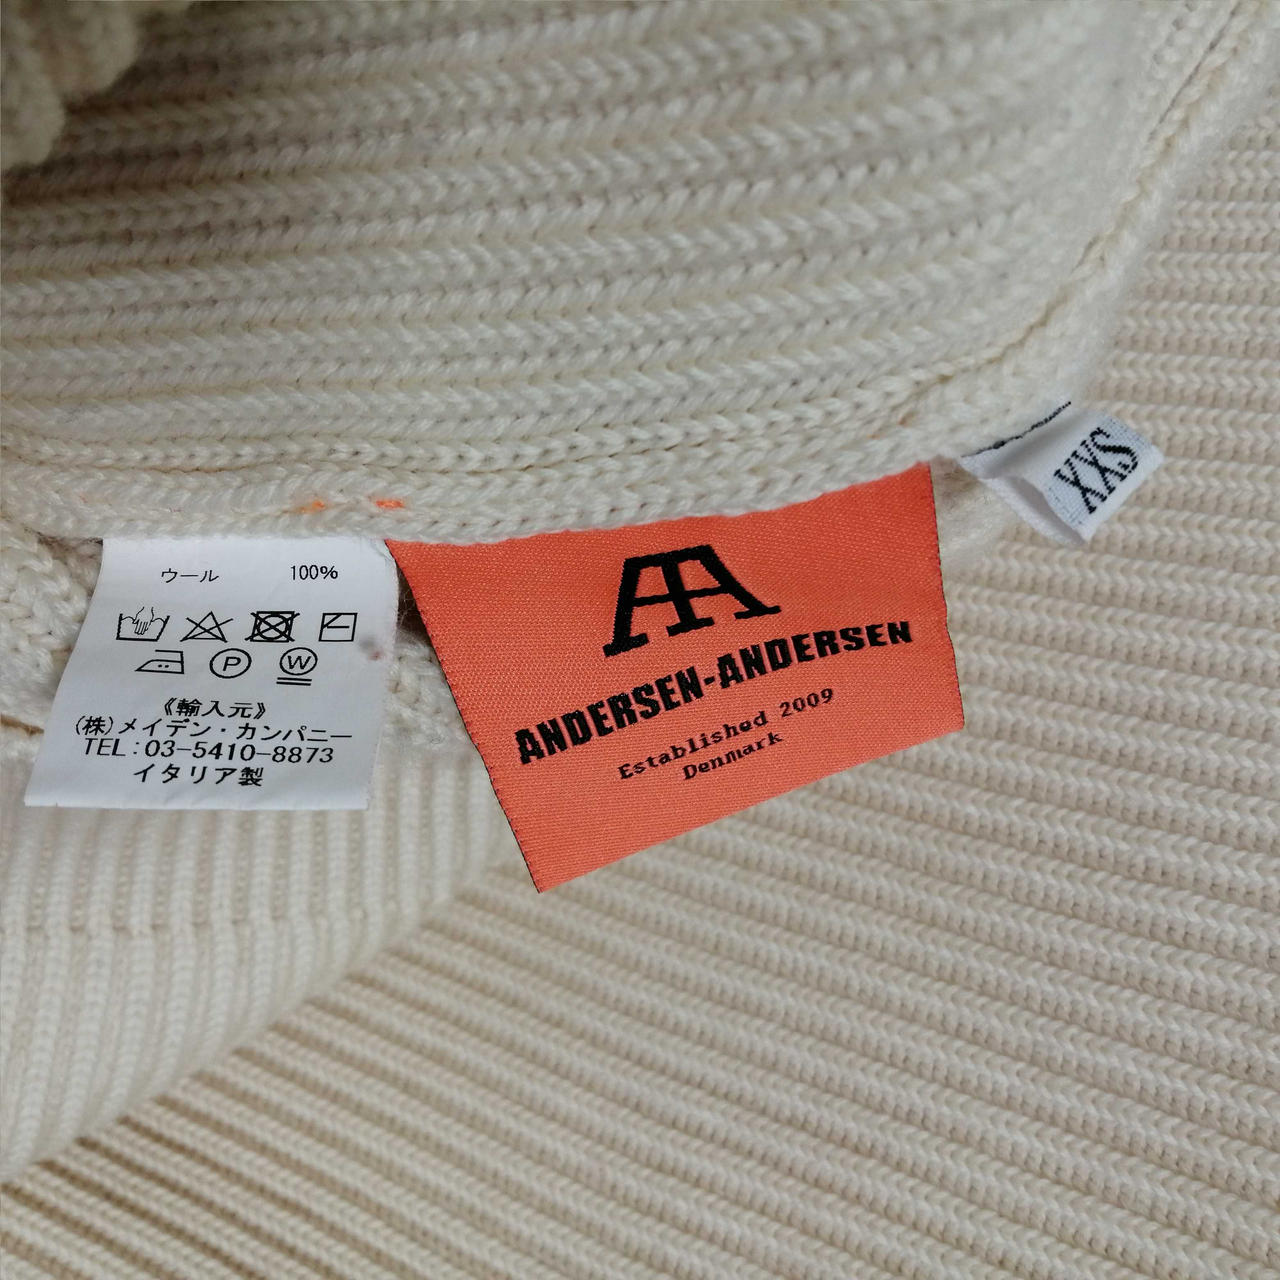 ウール 100%
P W
《輸入元》
(株)メイデン・カンパニー
TEL:03-5410-8873
イタリア製
AA
ANDERSEN-ANDERSEN
Established 2009
Denmark
XXS